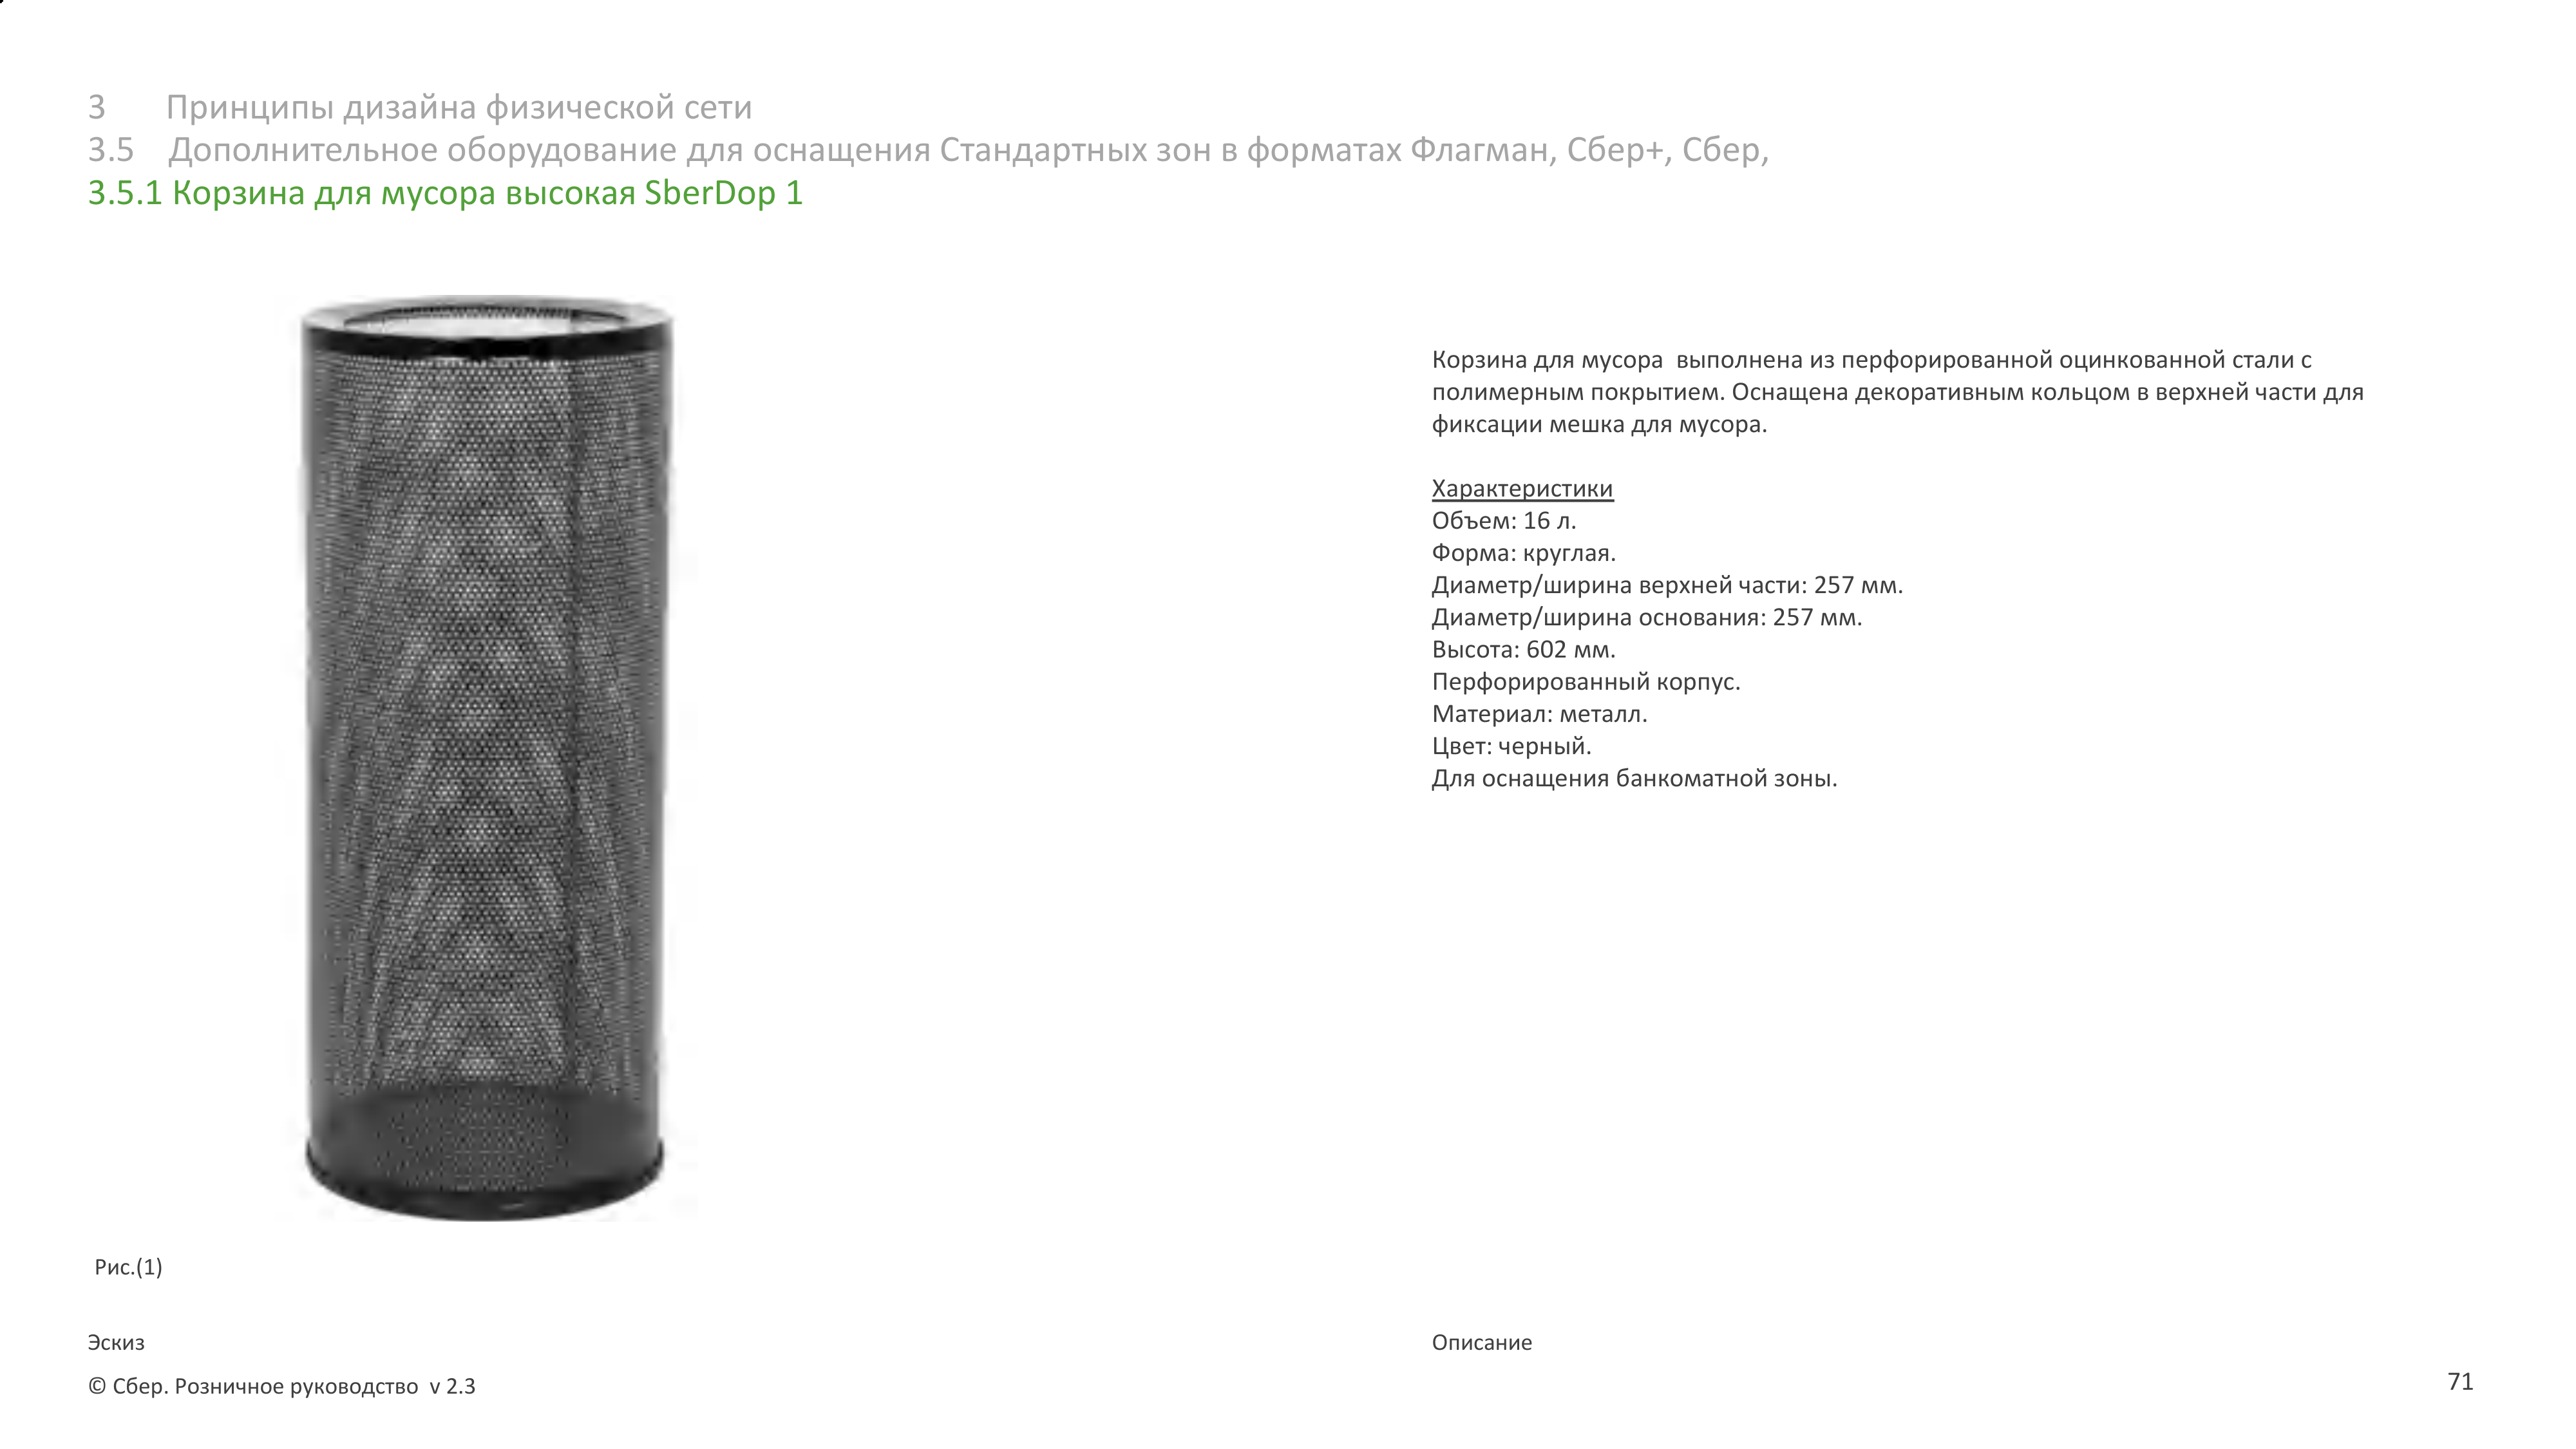 3 Принципы дизайна физической сети
3.5 Дополнительное оборудование для оснащения Стандартных зон в форматах Флагман, Сбер+, Сбер,
3.5.1 Корзина для мусора высокая SberDop 1
Корзина для мусора выполнена из перфорированной оцинкованной стали с
полимерным покрытием. Оснащена декоративным кольцом в верхней части для
фиксации мешка для мусора.
Характеристики
Объем: 16 л.
Форма: круглая.
Диаметр/ширина верхней части: 257 мм.
Диаметр/ширина основания: 257 мм.
Высота: 602 мм.
Перфорированный корпус.
Материал: металл.
Цвет: черный.
Для оснащения банкоматной зоны.
Рис.(1)
Эскиз
Описание
© Сбер. Розничное руководство v 2.3
71